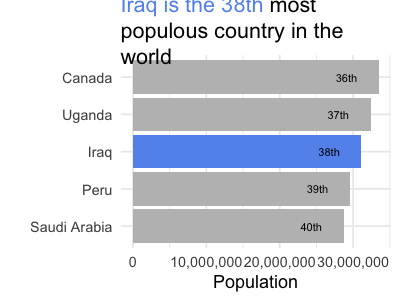 Iraq is the 38th most
populous country in the
world
Canada 36th
Uganda 37th
Iraq 38th
Peru 39th
Saudi Arabia 40th
0 10,000,000 20,000,000 30,000,000
Population